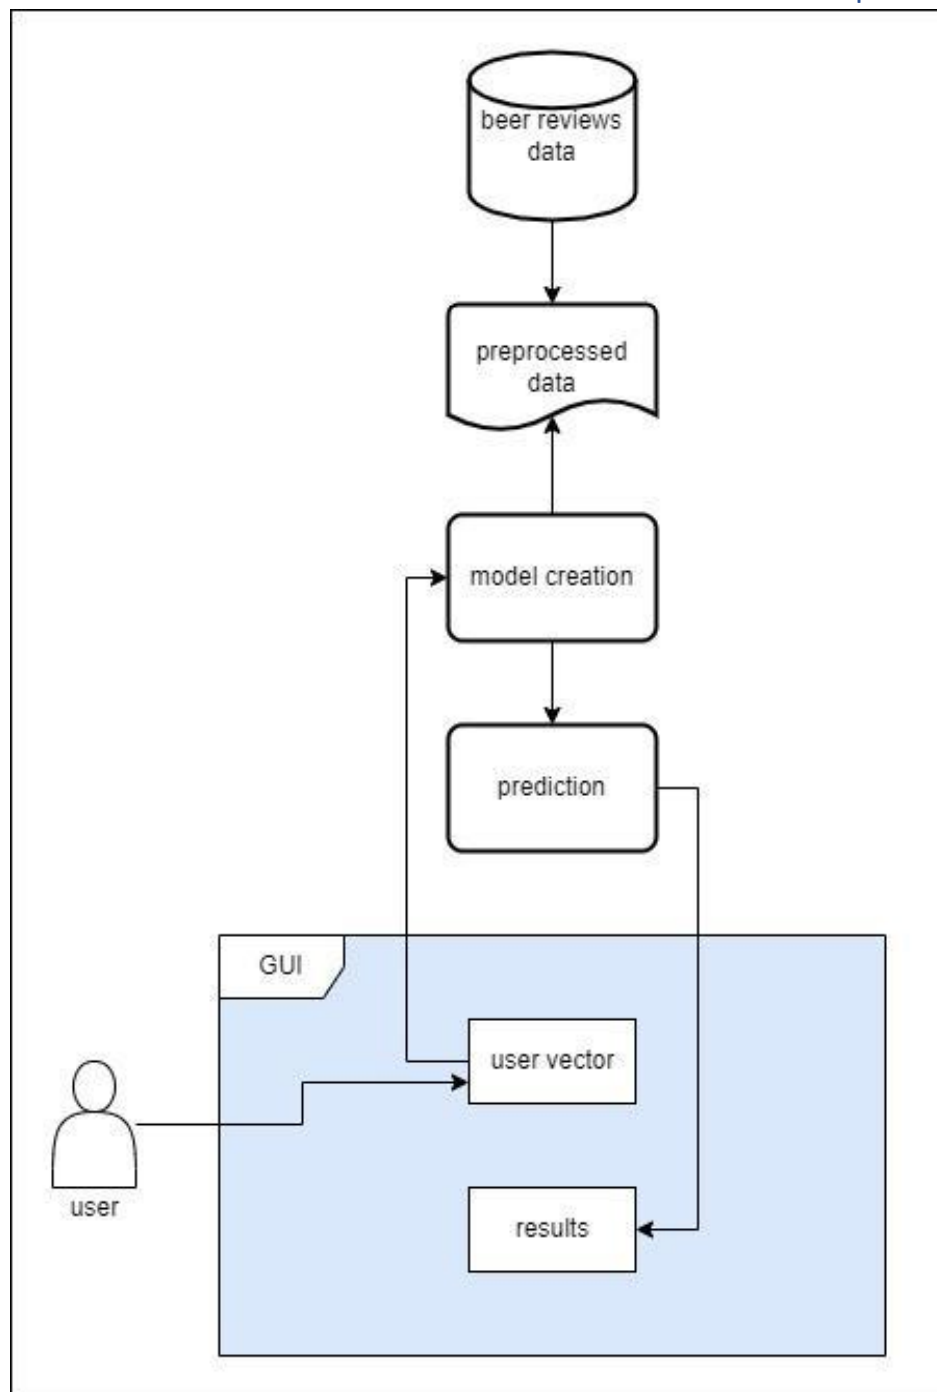 beer reviews
data
preprocessed
data
model creation
prediction
GUI
user vector
user
results